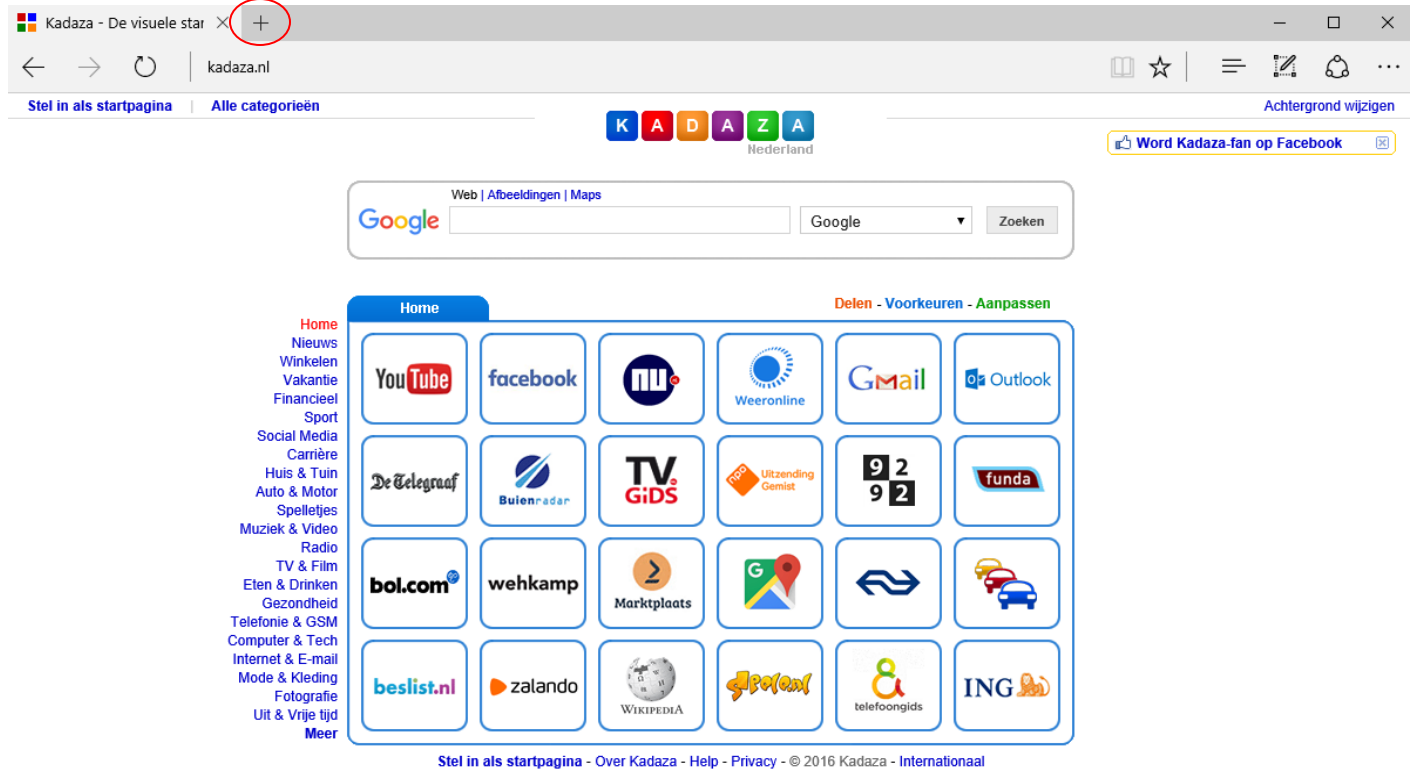 Kadaza - De visuele star
kadaza.nl
Stel in als startpagina | Alle categorieën
Achtergrond wijzigen
KADAZA
Nederland
Word Kadaza-fan op Facebook
Web | Afbeeldingen | Maps
Google
Google
Zoeken
Home
Delen - Voorkeuren - Aanpassen
Home
Nieuws
Winkelen
Vakantie
Financieel
Sport
Social Media
Carrière
Huis & Tuin
Auto & Motor
Spelletjes
Muziek & Video
Radio
TV & Film
Eten & Drinken
Gezondheid
Telefonie & GSM
Computer & Tech
Internet & E-mail
Mode & Kleding
Fotografie
Uit & Vrije tijd
Meer
YouTube
facebook
nu
Weeronline
Gmail
Outlook
De Telegraaf
Buienradar
TV
GiDS
npo
Uitzending
Gemist
92
92
funda
bol.com
wehkamp
Marktplaats
G
beslist.nl
zalando
WIKIPEDIA
spele.nl
telefoongids
ING
Stel in als startpagina - Over Kadaza - Help - Privacy - © 2016 Kadaza - Internationaal